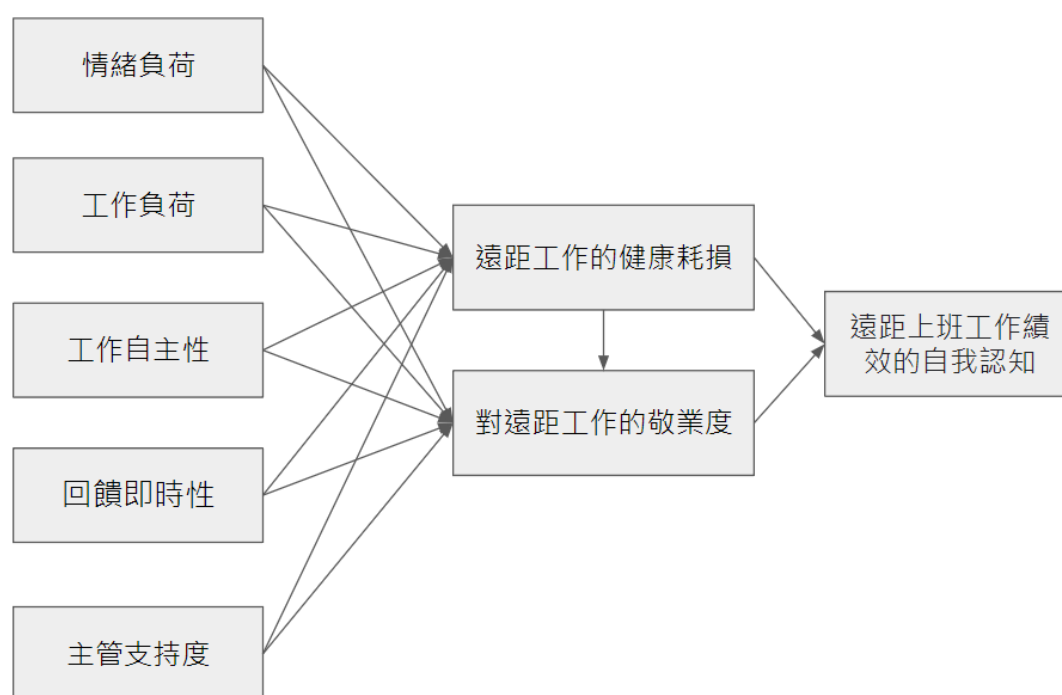 情緒負荷
工作負荷
工作自主性
回饋即時性
主管支持度
遠距工作的健康耗損
對遠距工作的敬業度
遠距上班工作績
效的自我認知